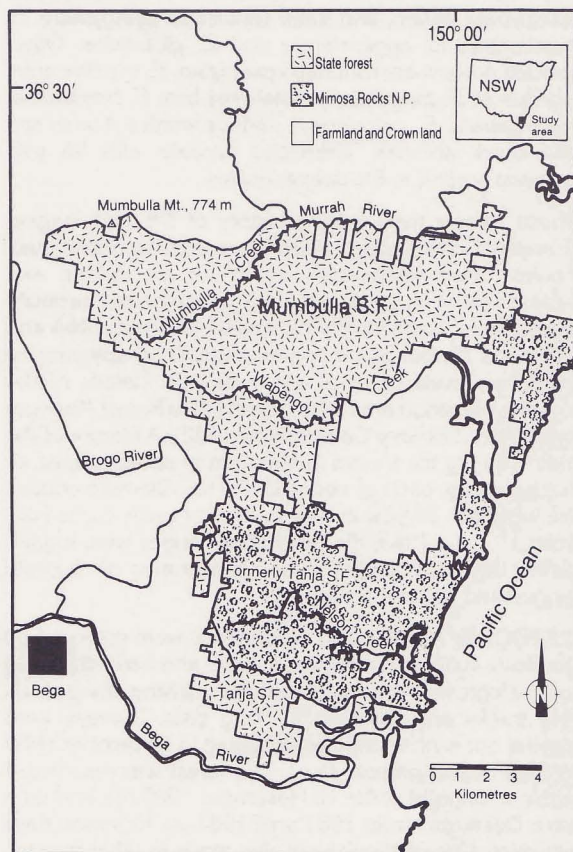 150° 00'
36° 30'
State forest
Mimosa Rocks N.P.
Farmland and Crown land
NSW
Study
area
Mumbulla Mt., 774 m
Murrah River
Mumbulla Creek
Mumbulla S.F.
Wapengo Creek
Brogo River
Formerly Tanja S.F.
Nelson
Creek
Pacific Ocean
Tanja S.F.
Bega
Bega
River
N
0 1 2 3 4
Kilometres